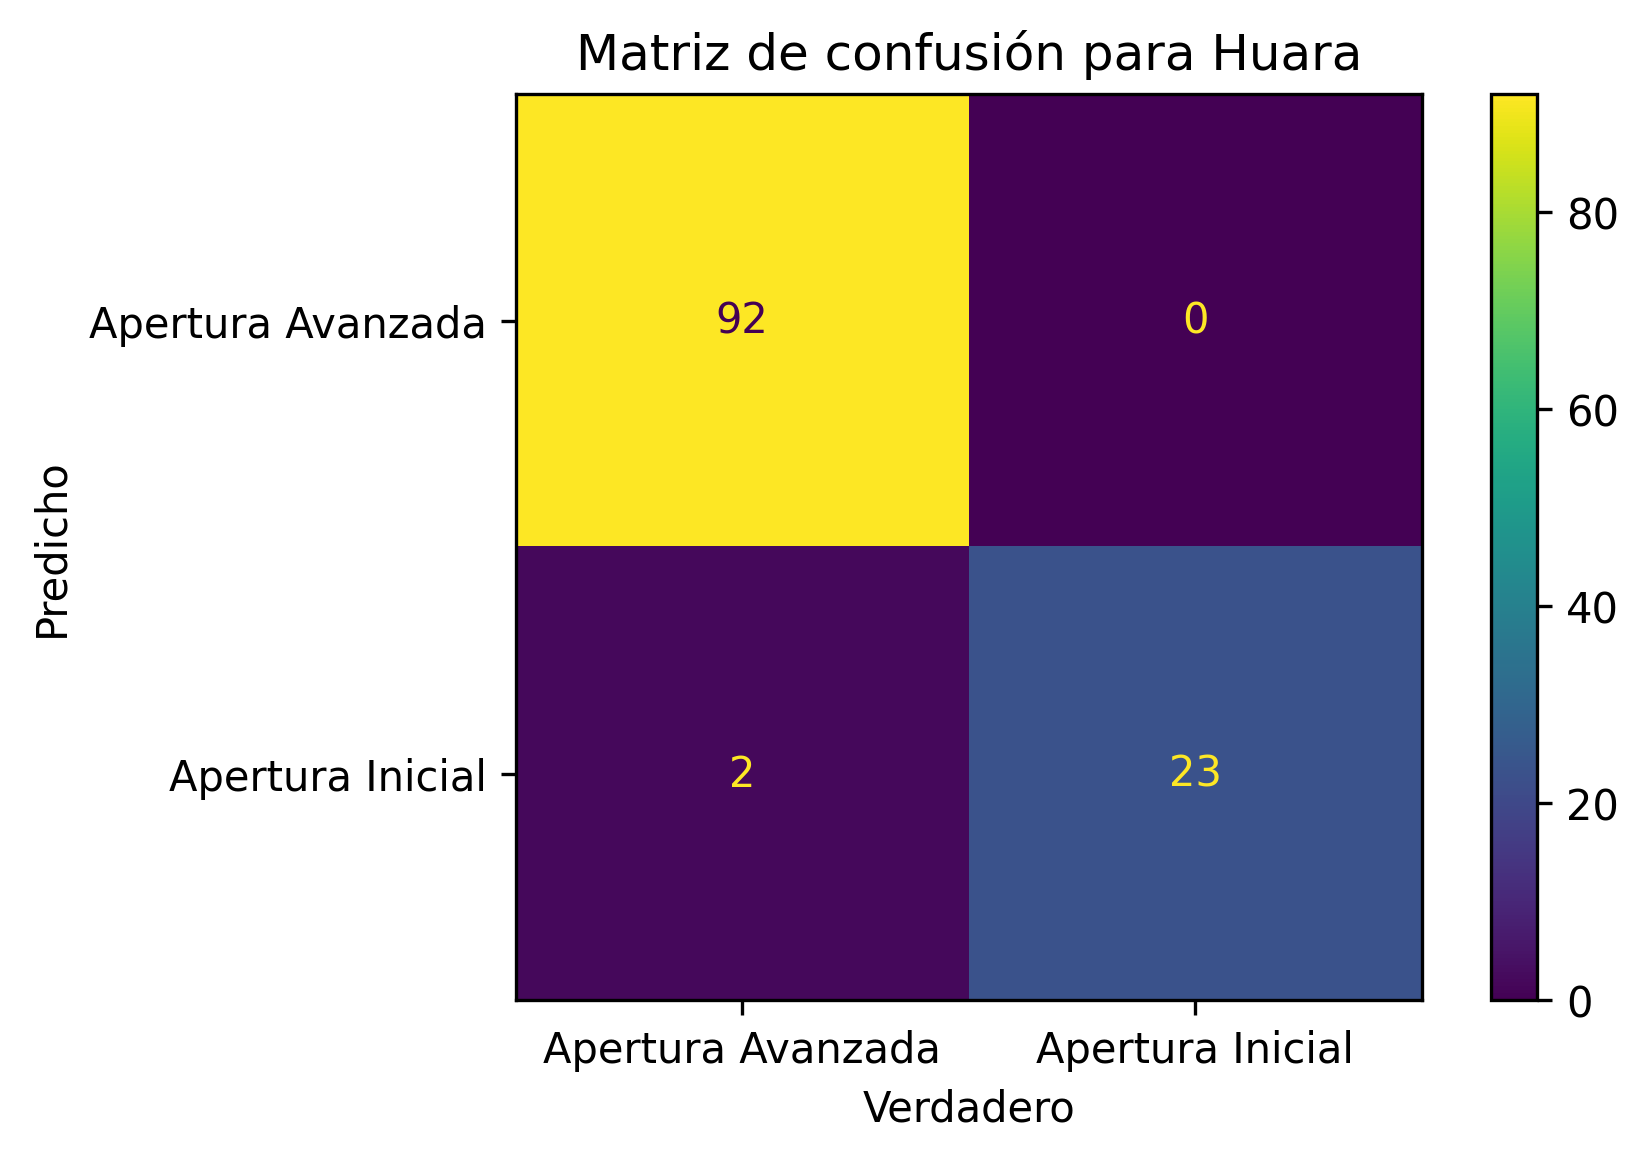 Matriz de confusión para Huara
Predicho
Apertura Avanzada
92
0
Apertura Inicial
2
23
Apertura Avanzada
Apertura Inicial
Verdadero
80
60
40
20
0